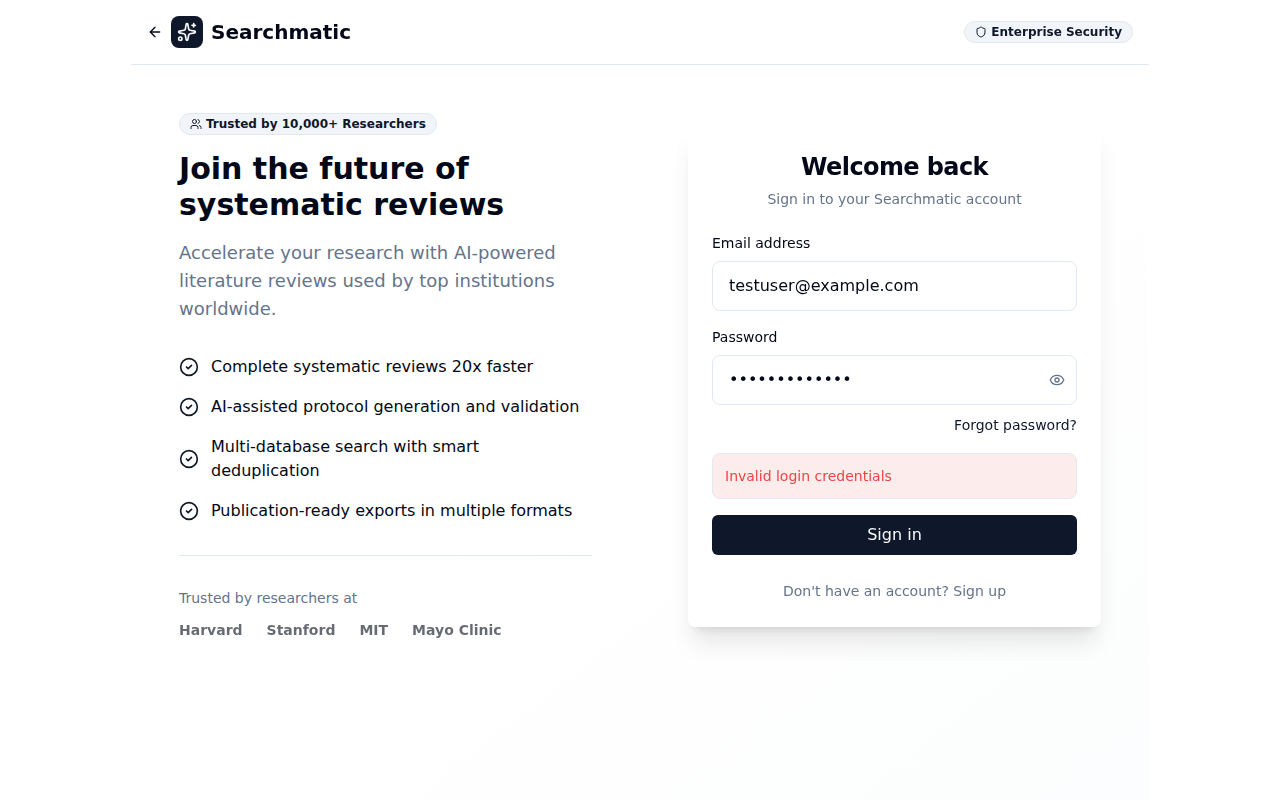 Searchmatic
Enterprise Security
Trusted by 10,000+ Researchers
Join the future of
systematic reviews
Accelerate your research with AI-powered
literature reviews used by top institutions
worldwide.
Complete systematic reviews 20x faster
AI-assisted protocol generation and validation
Multi-database search with smart
deduplication
Publication-ready exports in multiple formats
Trusted by researchers at
Harvard Stanford MIT Mayo Clinic
Welcome back
Sign in to your Searchmatic account
Email address
testuser@example.com
Password
•••••••••••••
Forgot password?
Invalid login credentials
Sign in
Don't have an account? Sign up